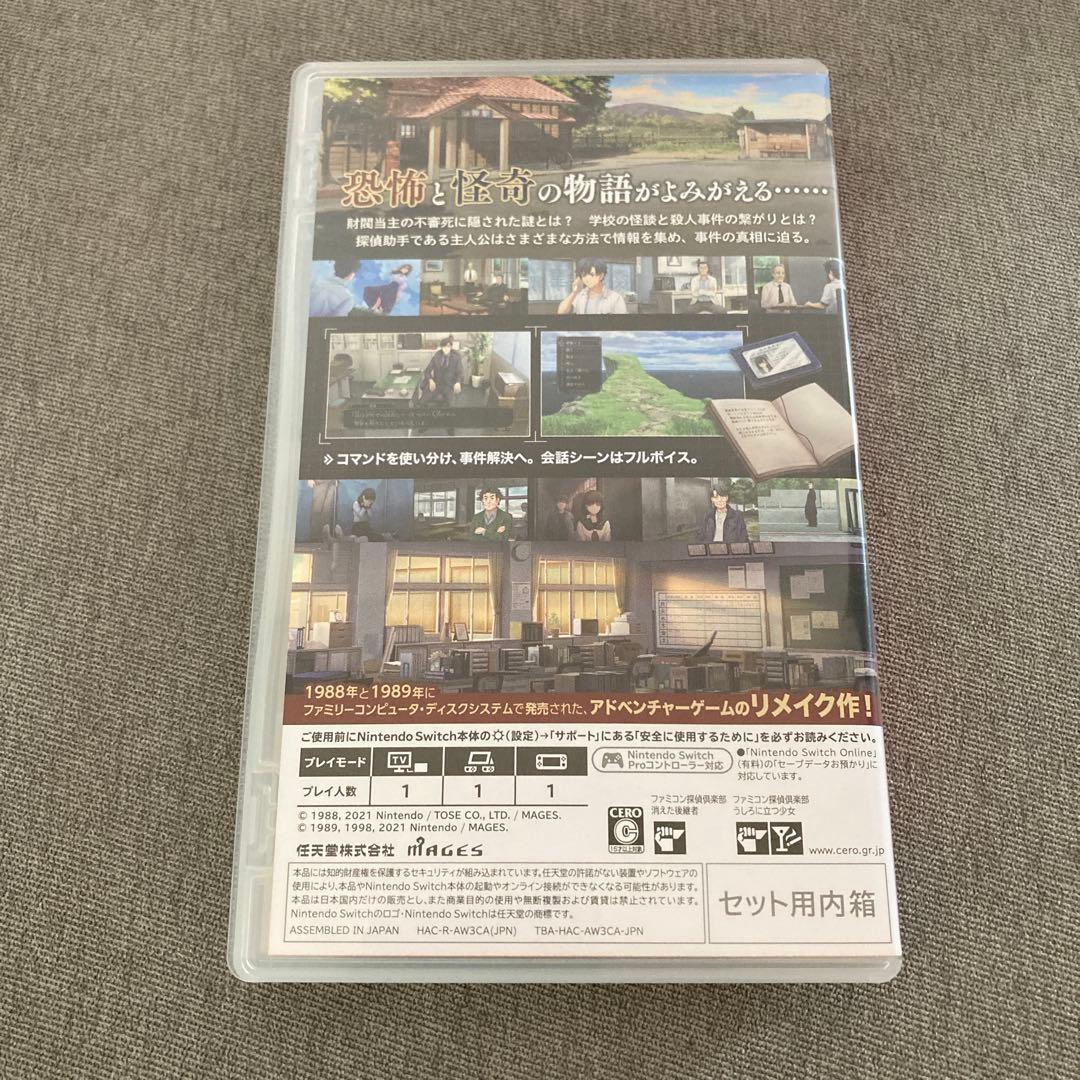 恐怖と怪奇の物語がよみがえる……
財閥当主の不審死に隠された謎とは？　学校の怪談と殺人事件の繋がりとは？
探偵助手である主人公はさまざまな方法で情報を集め、事件の真相に迫る。
≫コマンドを使い分け、事件解決へ。会話シーンはフルボイス。
1988年と1989年に
ファミリーコンピュータ・ディスクシステムで発売された、アドベンチャーゲームのリメイク作！
ご使用前にNintendo Switch本体の(設定)→「サポート」にある「安全に使用するために」を必ずお読みください。
プレイモード TV
プレイ人数 1 1 1
Nintendo Switch
Proコントローラー対応
●「Nintendo Switch Online」
(有料)の「セーブデータお預かり」に
対応しています。
© 1988, 2021 Nintendo / TOSE CO., LTD. / MAGES.
© 1989, 1998, 2021 Nintendo / MAGES.
任天堂株式会社 MAGES
CERO
C
15才以上対象
ファミコン探偵倶楽部
消えた後継者
ファミコン探偵倶楽部
うしろに立つ少女
www.cero.gr.jp
本品には知的財産権を保護するセキュリティが組み込まれています。任天堂の許諾がない装置やソフトウェアの
使用により、本品やNintendo Switch本体の起動やオンライン接続ができなくなる可能性があります。
本品は日本国内だけの販売とし、また商業目的の使用や無断複製および賃貸は禁止されています。
Nintendo Switchのロゴ・Nintendo Switchは任天堂の商標です。
ASSEMBLED IN JAPAN HAC-R-AW3CA(JPN) TBA-HAC-AW3CA-JPN
セット用内箱